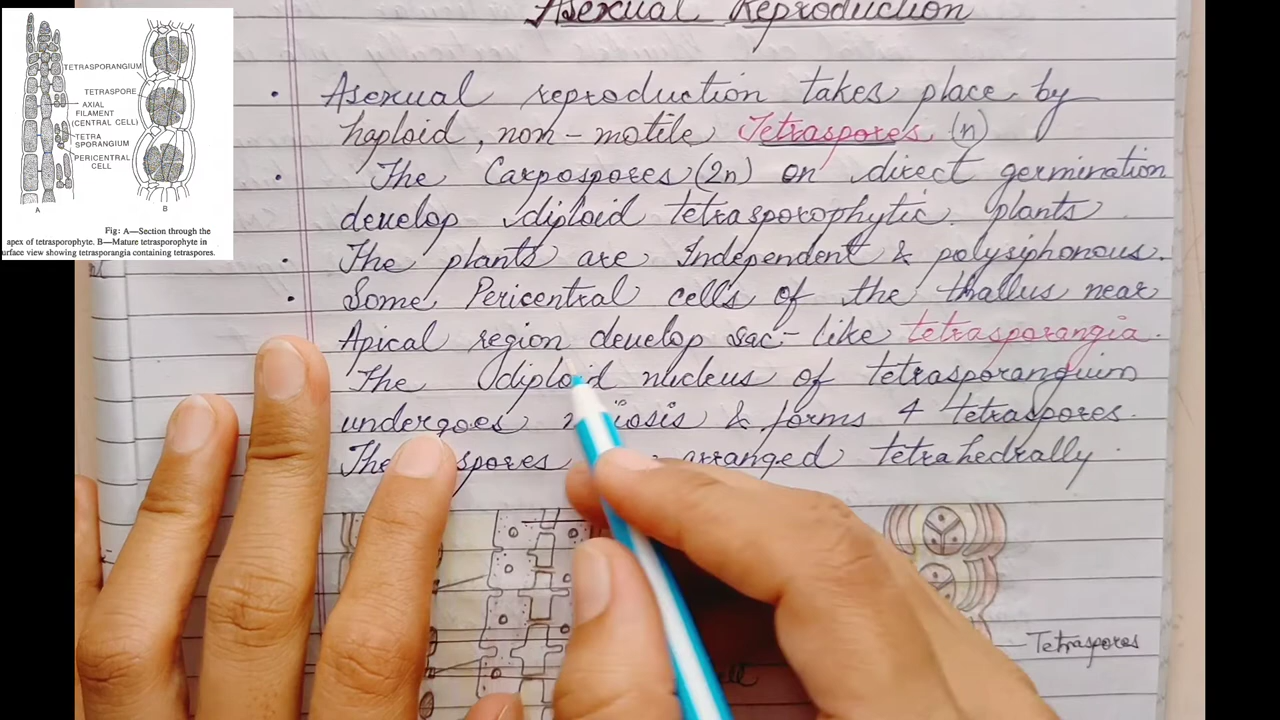 Asexual Reproduction
• Asexual reproduction takes place by
haploid, non-motile Tetraspores (n)
• The Carpospores (2n) on direct germination
develop diploid tetrasporophytic plants
• The plants are Independent & polysiphonous.
• Some Pericentral cells of the thallus near
Apical region develop sac-like tetrasporangia.
The diploid nucleus of tetrasporangium
undergoes & forms 4 tetraspores.
The spores arranged tetrahedrally.
Tetraspores
TETRASPORANGIUM
TETRASPORE
AXIAL
FILAMENT
(CENTRAL CELL)
TETRA
SPORANGIUM
PERICENTRAL
CELL
A
B
Fig: A—Section through the
apex of tetrasporophyte. B—Mature tetrasporophyte in
urface view showing tetrasporangia containing tetraspores.